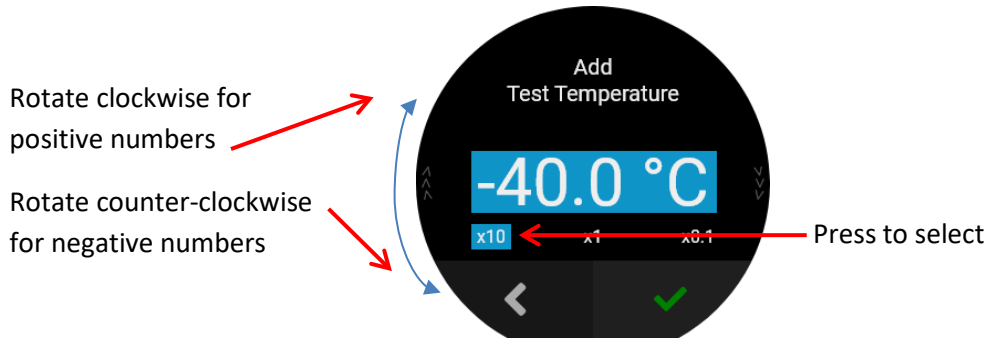 Add
Test Temperature
Rotate clockwise for
positive numbers
-40.0 °C
Rotate counter-clockwise
for negative numbers
x10 x1 x0.1
Press to select